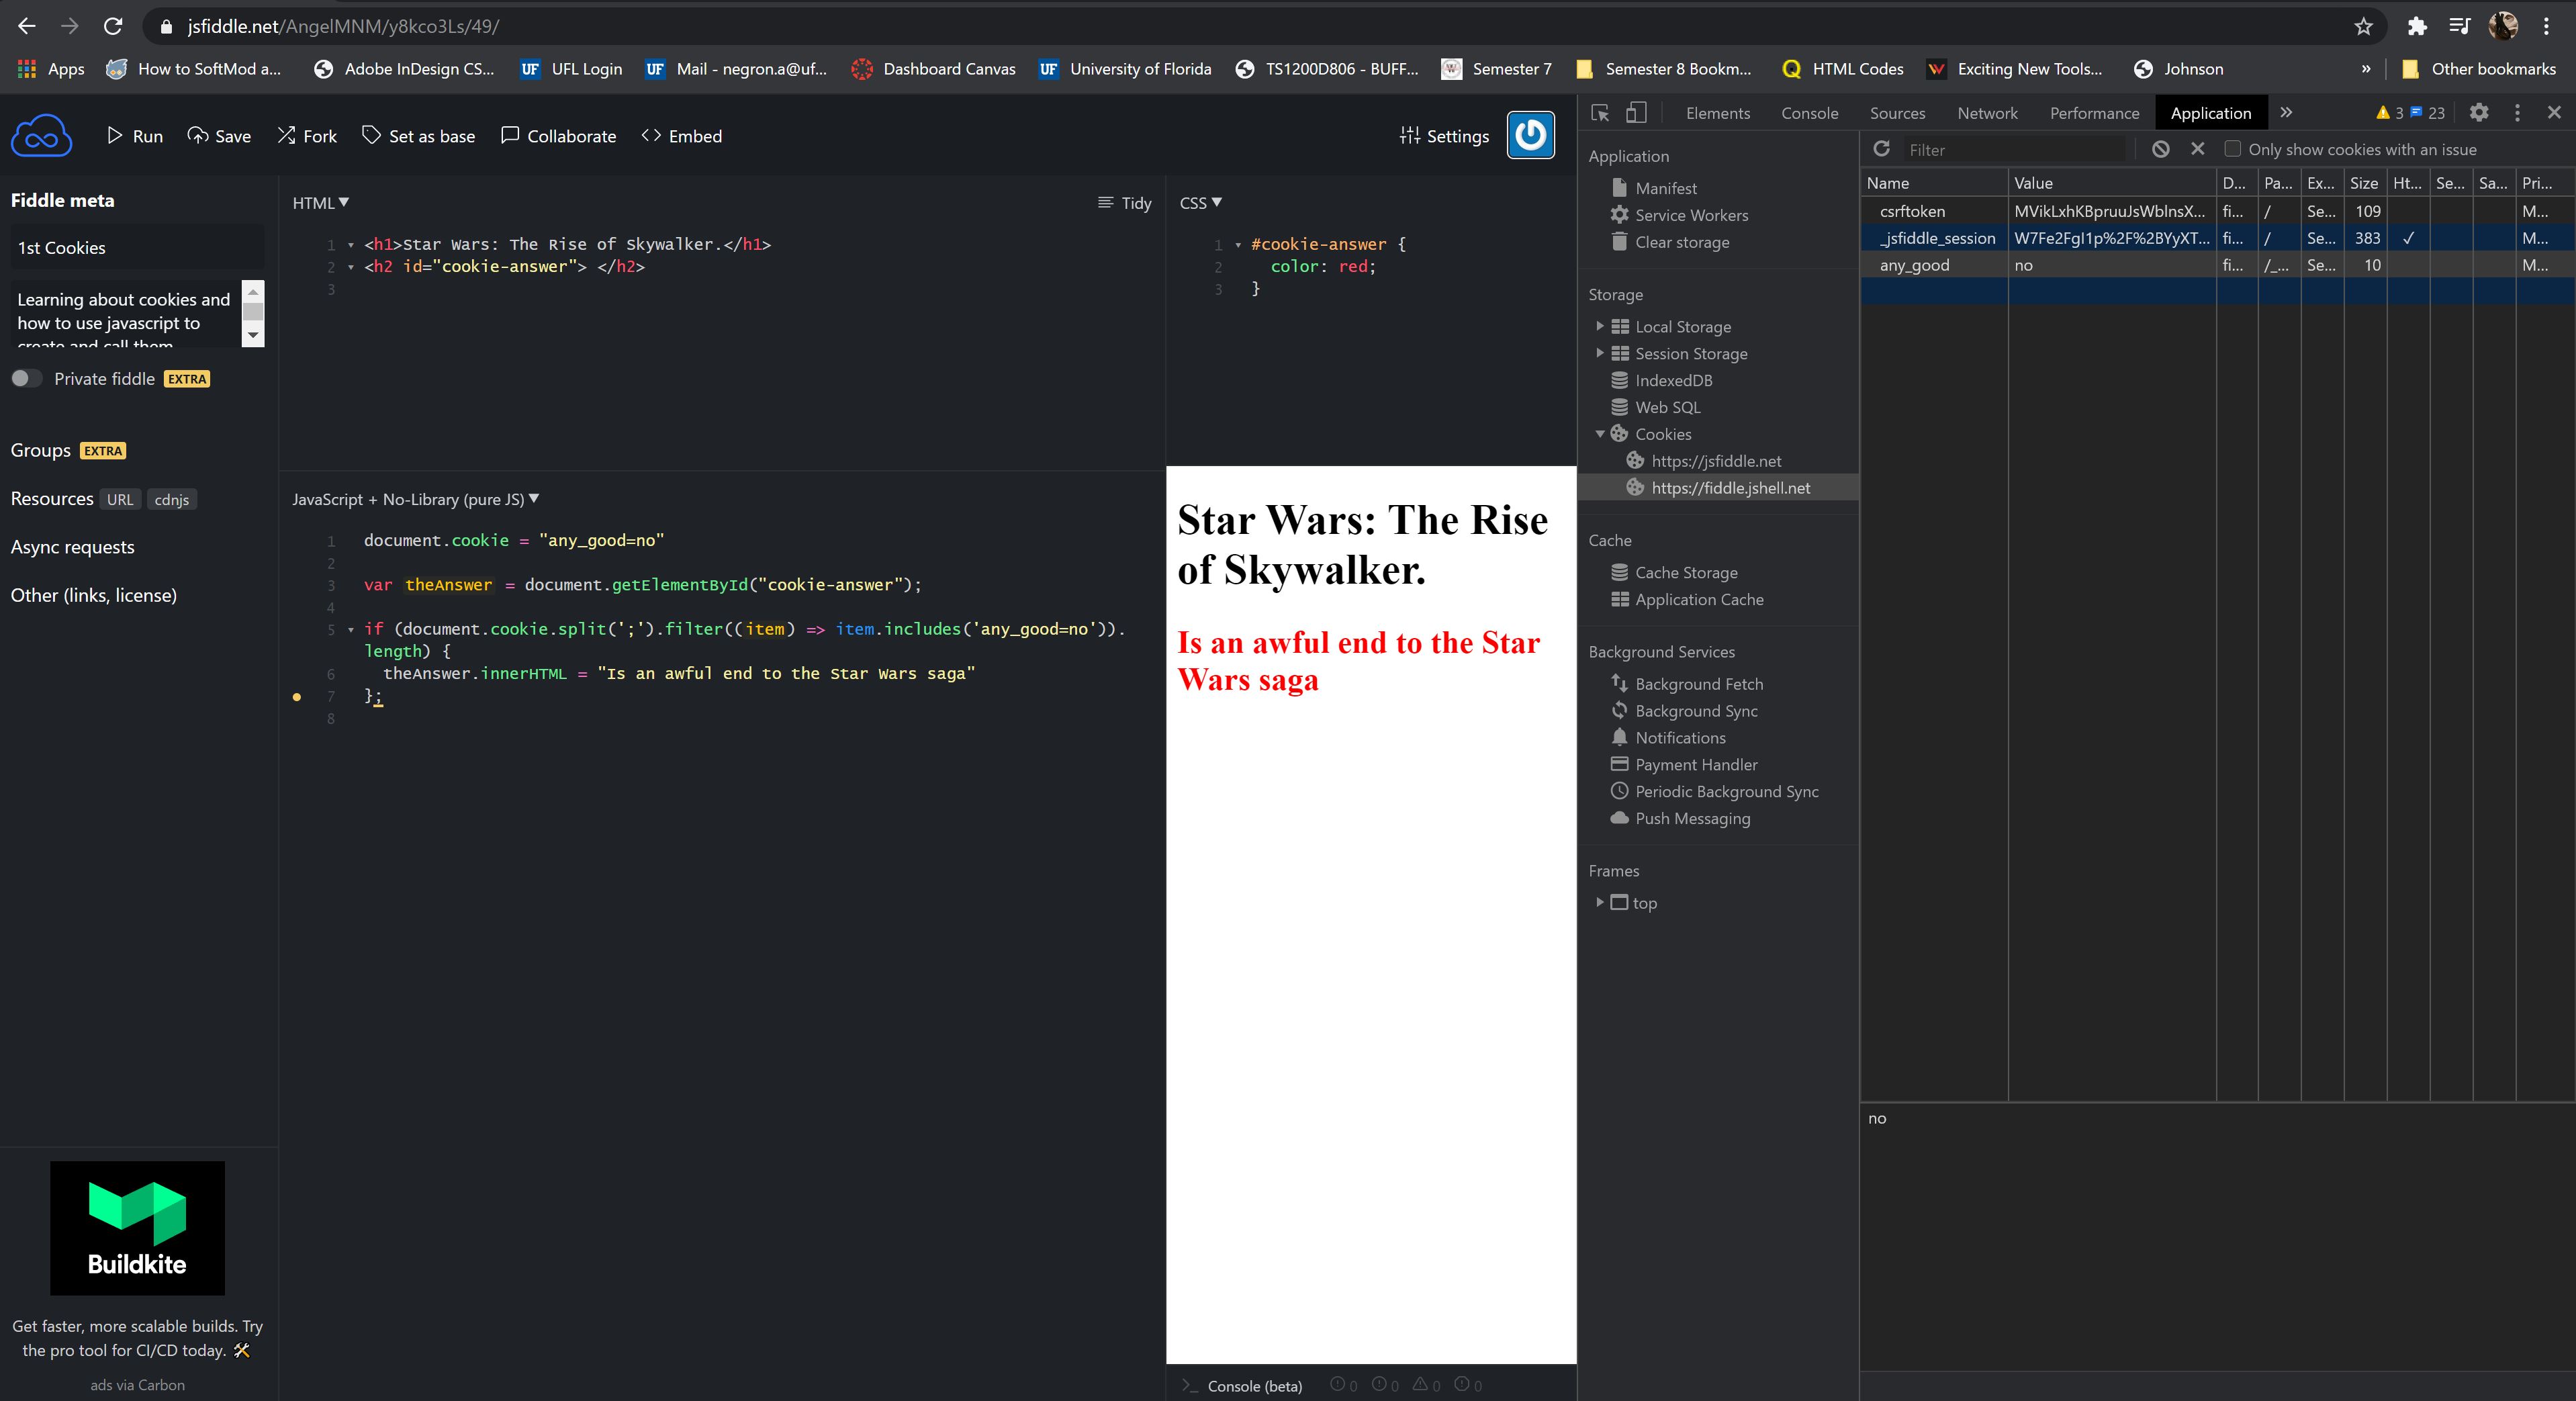 jsfiddle.net/AngelMNM/y8kco3Ls/49/
Apps How to SoftMod a... Adobe InDesign CS... UFL Login Mail - negron.a@uf... Dashboard Canvas University of Florida TS1200D806 - BUFF... Semester 7 Semester 8 Bookm... HTML Codes Exciting New Tools... Johnson » Other bookmarks
Run Save Fork Set as base Collaborate Embed Settings
Fiddle meta
1st Cookies
Learning about cookies and
how to use javascript to
create and call them
Private fiddle EXTRA
Groups EXTRA
Resources URL cdnjs
Async requests
Other (links, license)
Buildkite
Get faster, more scalable builds. Try
the pro tool for CI/CD today. 🛠
ads via Carbon
HTML Tidy
1 <h1>Star Wars: The Rise of Skywalker.</h1>
2 <h2 id="cookie-answer"> </h2>
3
CSS
1 #cookie-answer {
2 color: red;
3 }
JavaScript + No-Library (pure JS)
1 document.cookie = "any_good=no"
2
3 var theAnswer = document.getElementById("cookie-answer");
4
5 if (document.cookie.split(';').filter((item) => item.includes('any_good=no')).
length) {
6 theAnswer.innerHTML = "Is an awful end to the Star Wars saga"
7 };
8
Star Wars: The Rise
of Skywalker.
Is an awful end to the Star
Wars saga
Console (beta) 0 0 0 0
Elements Console Sources Network Performance Application » 3 23
Application
Manifest
Service Workers
Clear storage
Storage
Local Storage
Session Storage
IndexedDB
Web SQL
Cookies
https://jsfiddle.net
https://fiddle.jshell.net
Cache
Cache Storage
Application Cache
Background Services
Background Fetch
Background Sync
Notifications
Payment Handler
Periodic Background Sync
Push Messaging
Frames
top
Filter Only show cookies with an issue
Name Value D... Pa... Ex... Size Ht... Se... Sa... Pri...
csrftoken MVikLxhKBpruuJsWblnsX... fi... / Se... 109 M...
_jsfiddle_session W7Fe2FgI1p%2F%2BYyXT... fi... / Se... 383 ✓ M...
any_good no fi... /_... Se... 10 M...
no